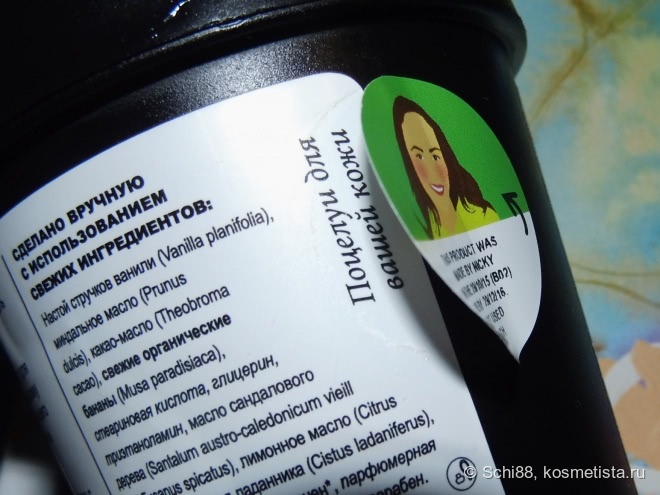 СДЕЛАНО ВРУЧНУЮ
С ИСПОЛЬЗОВАНИЕМ
СВЕЖИХ ИНГРЕДИЕНТОВ:
Настой стручков ванили (Vanilla planifolia),
миндальное масло (Prunus
dulcis), какао-масло (Theobroma
cacao), свежие органические
бананы (Musa paradisiaca),
стеариновая кислота, глицерин,
триэтаноламин, масло сандалового
дерева (Santalum austro-caledonicum vieill
spicatus), лимонное масло (Citrus
ладанника (Cistus ladaniferus),
парфюмерная
Поцелуи для
вашей кожи
PRODUCT WAS
MADE BY NICKY
USED
© Schi88, kosmetista.ru